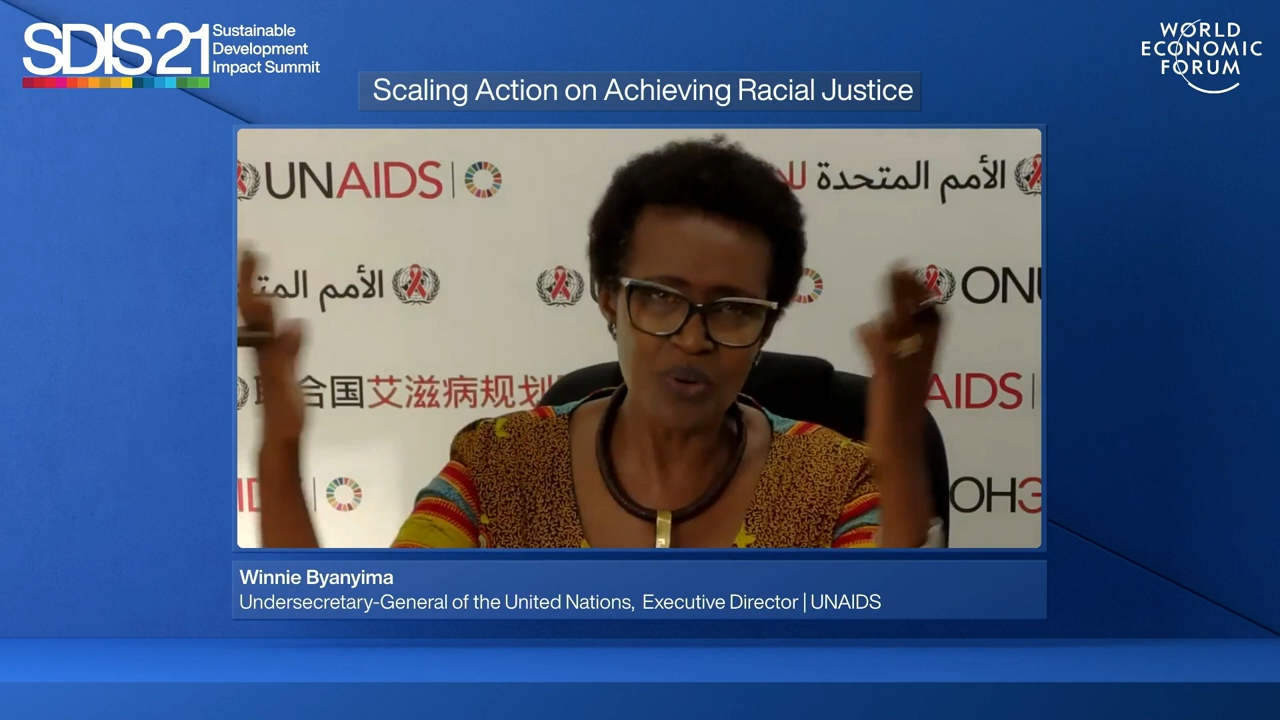 SDIS21
Sustainable
Development
Impact Summit
WORLD
ECONOMIC
FORUM
Scaling Action on Achieving Racial Justice
UNAIDS
الأمم المتحدة
الأمم
ONU
合国艾滋病规划
AIDS
Winnie Byanyima
Undersecretary-General of the United Nations, Executive Director | UNAIDS